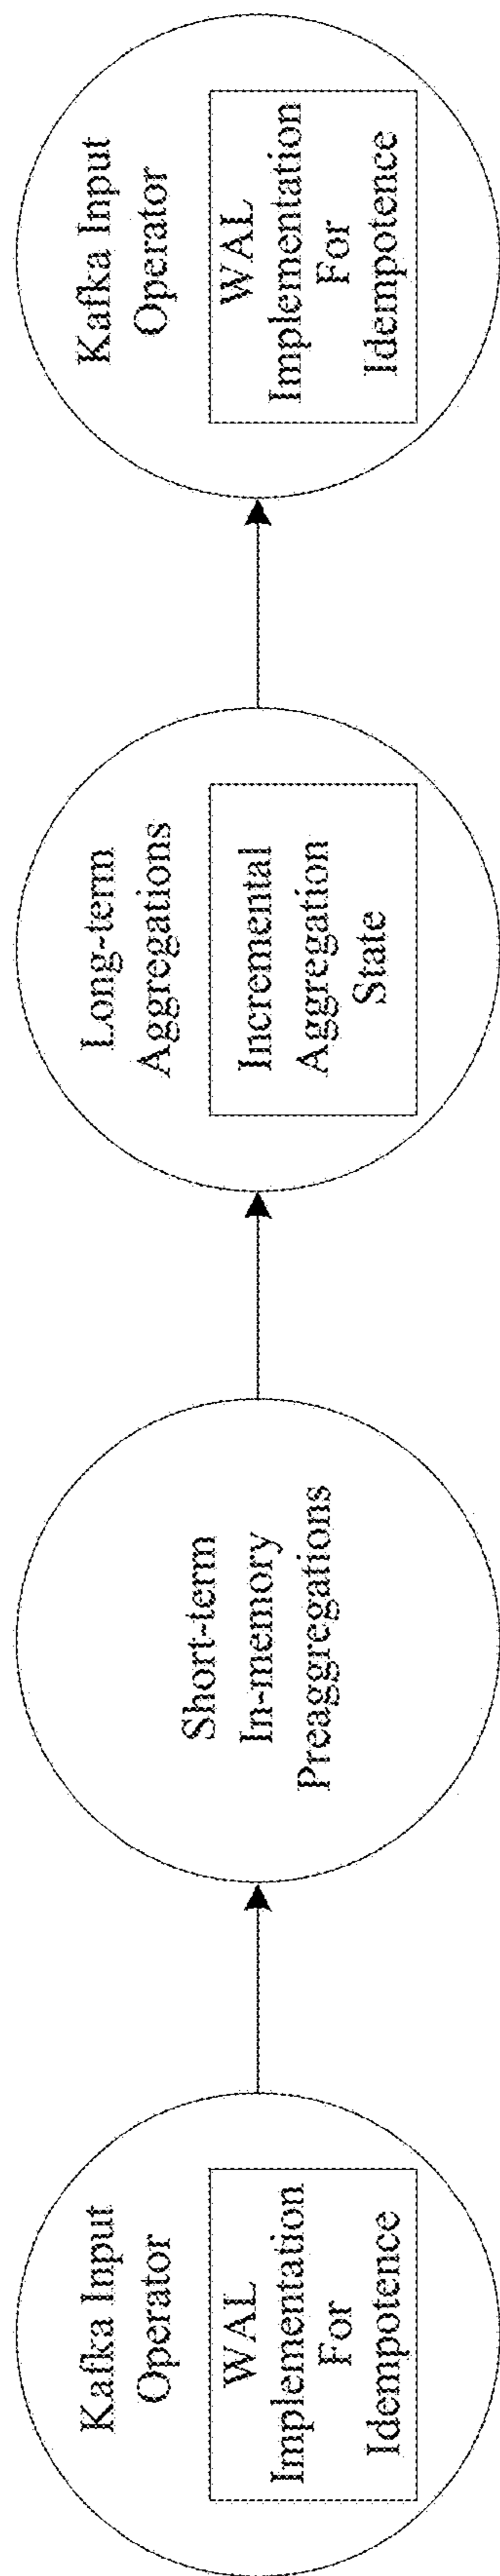 Kafka Input
Operator
WAL
Implementation
For
Idempotence
Short-term
In-memory
Preaggregations
Long-term
Aggregations
Incremental
Aggregation
State
Kafka Input
Operator
WAL
Implementation
For
Idempotence